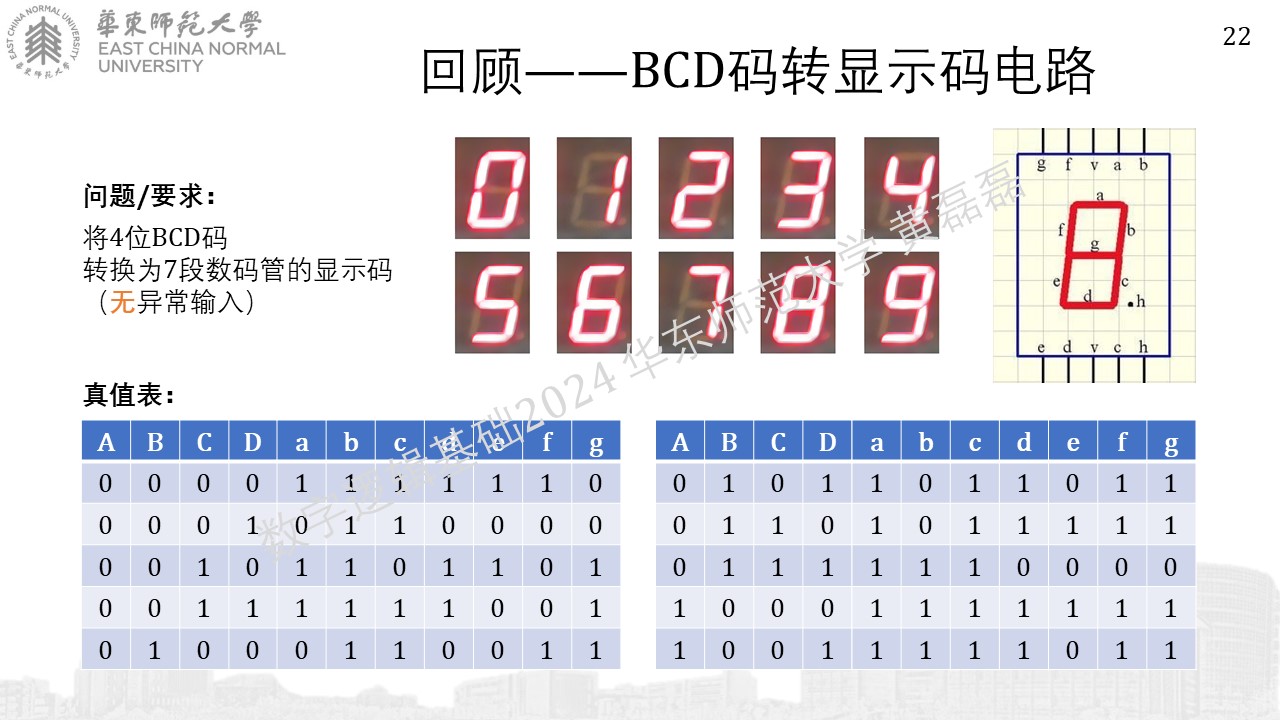 EAST CHINA NORMAL UNIVERSITY
華東师范大學
華東师范大學
EAST CHINA NORMAL
UNIVERSITY
22
回顾——BCD码转显示码电路
问题/要求：
将4位BCD码
转换为7段数码管的显示码
（无异常输入）
0 1 2 3 4
5 6 7 8 9
g f v a b
a
f b
g
e c
d
h
e d v c h
真值表：
A B C D a b c d e f g
0 0 0 0 1 1 1 1 1 1 0
0 0 0 1 0 1 1 0 0 0 0
0 0 1 0 1 1 0 1 1 0 1
0 0 1 1 1 1 1 1 0 0 1
0 1 0 0 0 1 1 0 0 1 1
A B C D a b c d e f g
0 1 0 1 1 0 1 1 0 1 1
0 1 1 0 1 0 1 1 1 1 1
0 1 1 1 1 1 1 0 0 0 0
1 0 0 0 1 1 1 1 1 1 1
1 0 0 1 1 1 1 1 0 1 1
数字逻辑基础2024 华东师范大学 黄磊磊